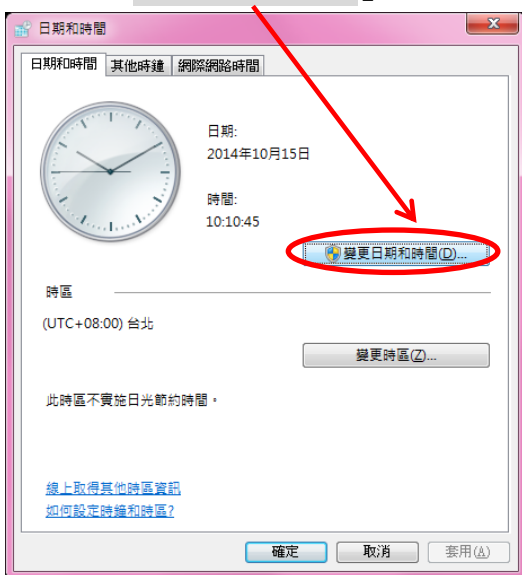 日期和時間
日期和時間 其他時鐘 網際網路時間
日期:
2014年10月15日
時間:
10:10:45
變更日期和時間(D)...
時區
(UTC+08:00) 台北
變更時區(Z)...
此時區不實施日光節約時間。
線上取得其他時區資訊
如何設定時鐘和時區?
確定 取消 套用(A)